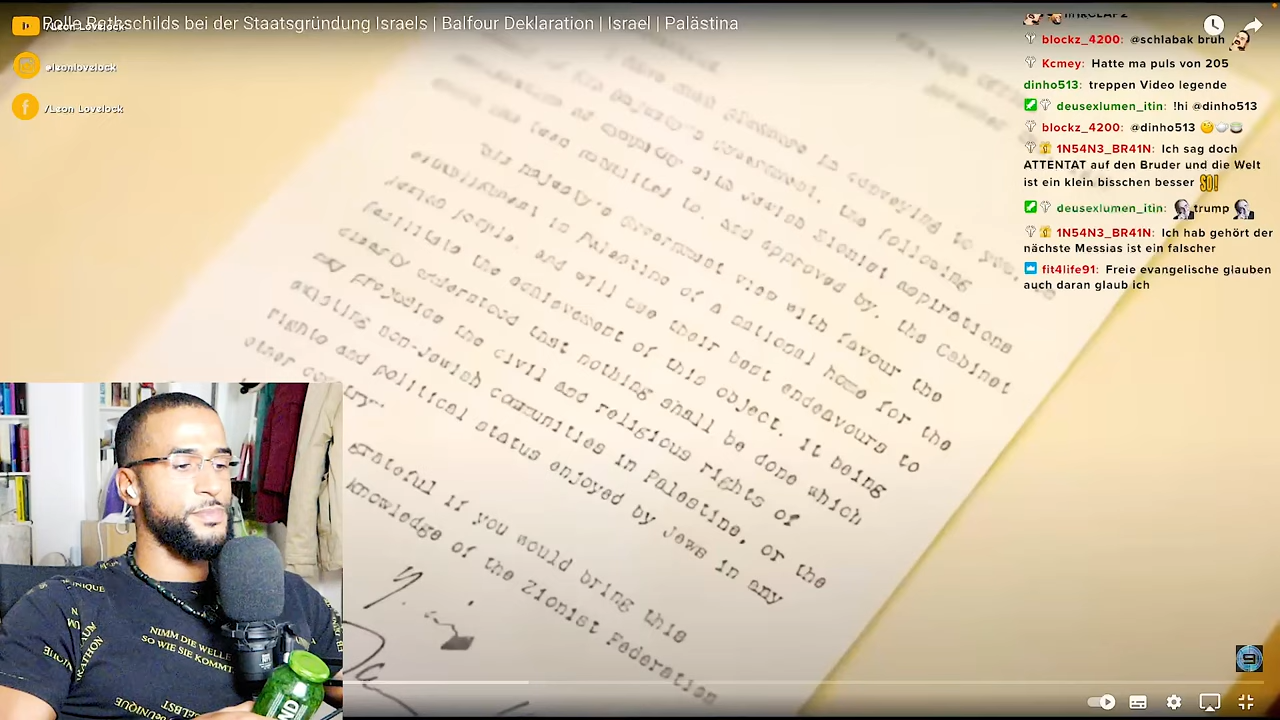 Rolle Rothschilds bei der Staatsgründung Israels | Balfour Deklaration | Israel | Palästina
/Leon Lovelock
@leonlovelock
/Leon Lovelock
blockz_4200: @schlabak bruh
Kcmey: Hatte ma puls von 205
dinho513: treppen Video legende
deusexlumen_itin: !hi @dinho513
blockz_4200: @dinho513
1N54N3_BR41N: Ich sag doch
ATTENTAT auf den Bruder und die Welt
ist ein klein bisschen besser SO!
deusexlumen_itin: trump
1N54N3_BR41N: Ich hab gehört der
nächste Messias ist ein falscher
fit4life91: Freie evangelische glauben
auch daran glaub ich
pleasure in conveying to you,
Majesty's Government, the following
of sympathy with Jewish Zionist aspirations
submitted to, and approved by, the Cabinet
His Majesty's Government view with favour the
establishment in Palestine of a national home for the
Jewish people, and will use their best endeavours to
facilitate the achievement of this object, it being
clearly understood that nothing shall be done which
may prejudice the civil and religious rights of
existing non-Jewish communities in Palestine, or the
rights and political status enjoyed by Jews in any
other country"
grateful if you would bring this
knowledge of the Zionist Federation
NIMM DIE WELLE
SO WIE SIE KOMMT